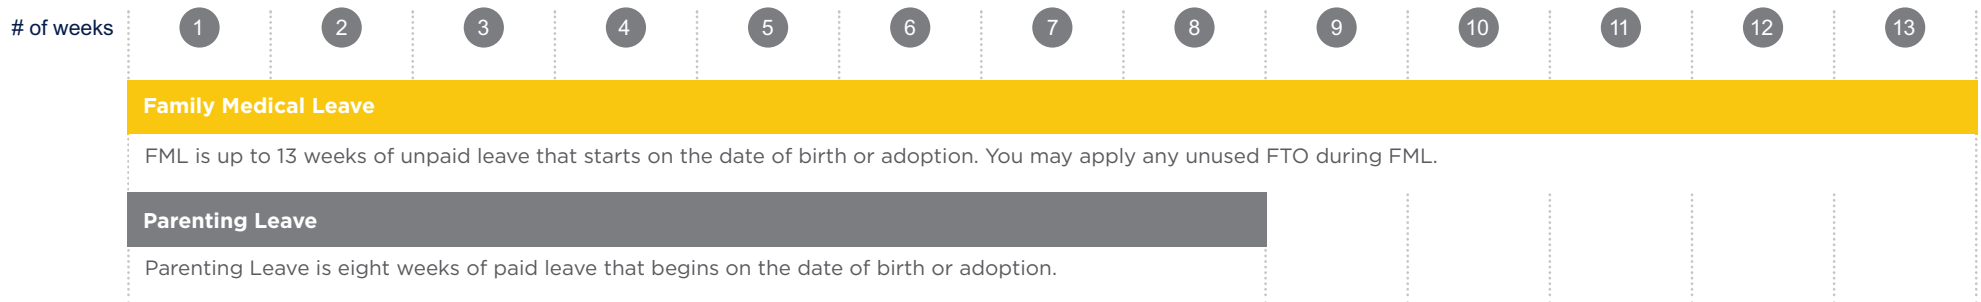 # of weeks 1 2 3 4 5 6 7 8 9 10 11 12 13
Family Medical Leave
FML is up to 13 weeks of unpaid leave that starts on the date of birth or adoption. You may apply any unused FTO during FML.
Parenting Leave
Parenting Leave is eight weeks of paid leave that begins on the date of birth or adoption.